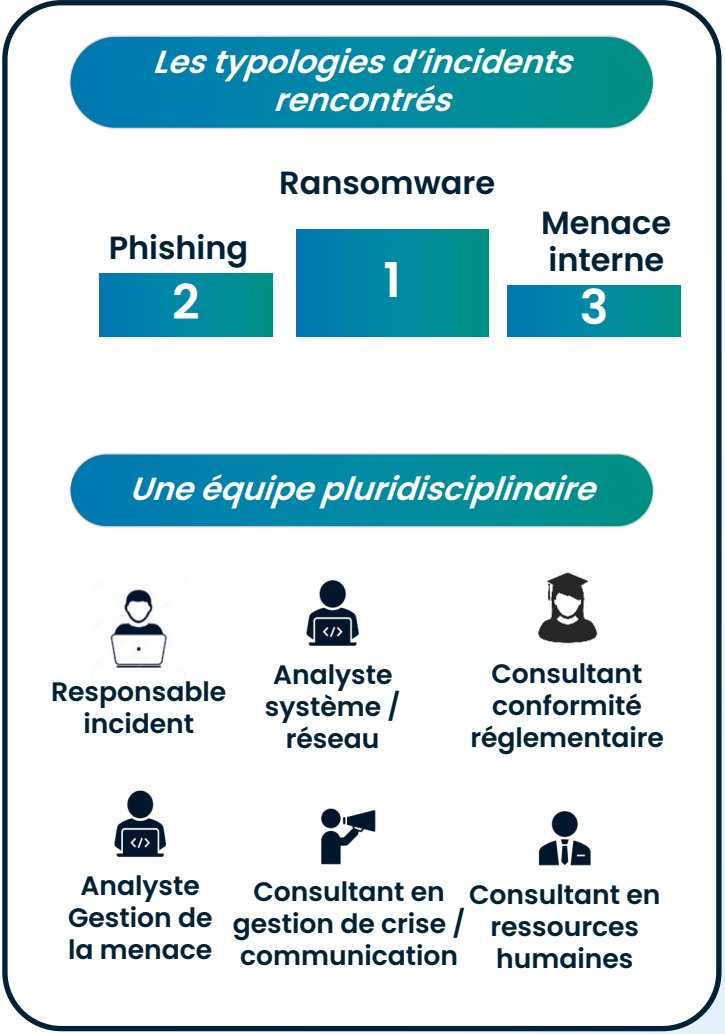 Les typologies d’incidents
rencontrés
Ransomware
Phishing
Menace
interne
1
2
3
Une équipe pluridisciplinaire
Responsable
incident
Analyste
système /
réseau
Consultant
conformité
réglementaire
Analyste
Gestion de
la menace
Consultant en
gestion de crise /
communication
Consultant en
ressources
humaines